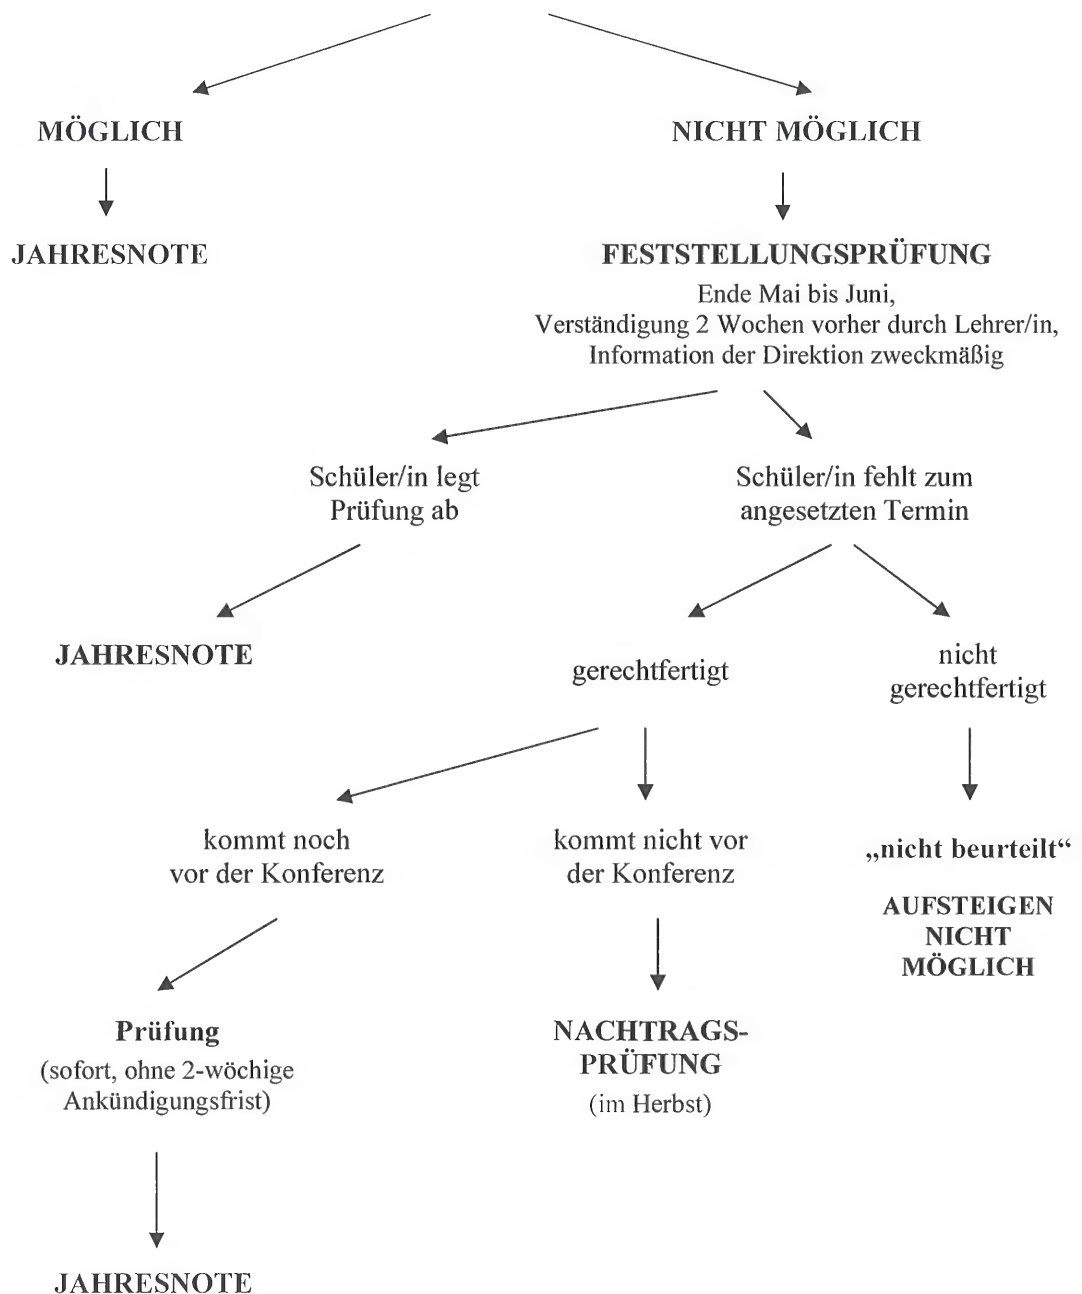 MÖGLICH
NICHT MÖGLICH
JAHRESNOTE
FESTSTELLUNGSPRÜFUNG
Ende Mai bis Juni,
Verständigung 2 Wochen vorher durch Lehrer/in,
Information der Direktion zweckmäßig
Schüler/in legt
Prüfung ab
Schüler/in fehlt zum
angesetzten Termin
JAHRESNOTE
gerechtfertigt
nicht
gerechtfertigt
kommt noch
vor der Konferenz
kommt nicht vor
der Konferenz
„nicht beurteilt“
AUFSTEIGEN
NICHT
MÖGLICH
Prüfung
(sofort, ohne 2-wöchige
Ankündigungsfrist)
NACHTRAGS-
PRÜFUNG
(im Herbst)
JAHRESNOTE